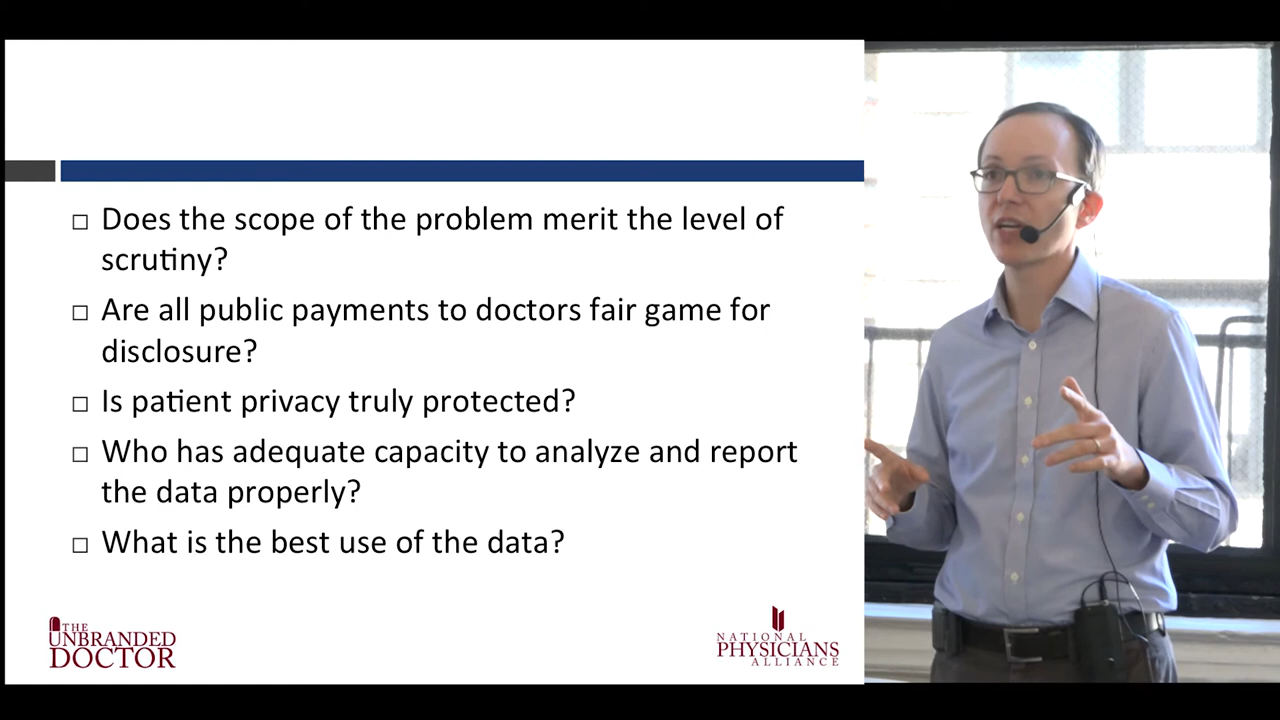 □ Does the scope of the problem merit the level of
scrutiny?
□ Are all public payments to doctors fair game for
disclosure?
□ Is patient privacy truly protected?
□ Who has adequate capacity to analyze and report
the data properly?
□ What is the best use of the data?
THE
UNBRANDED
DOCTOR
NATIONAL
PHYSICIANS
ALLIANCE